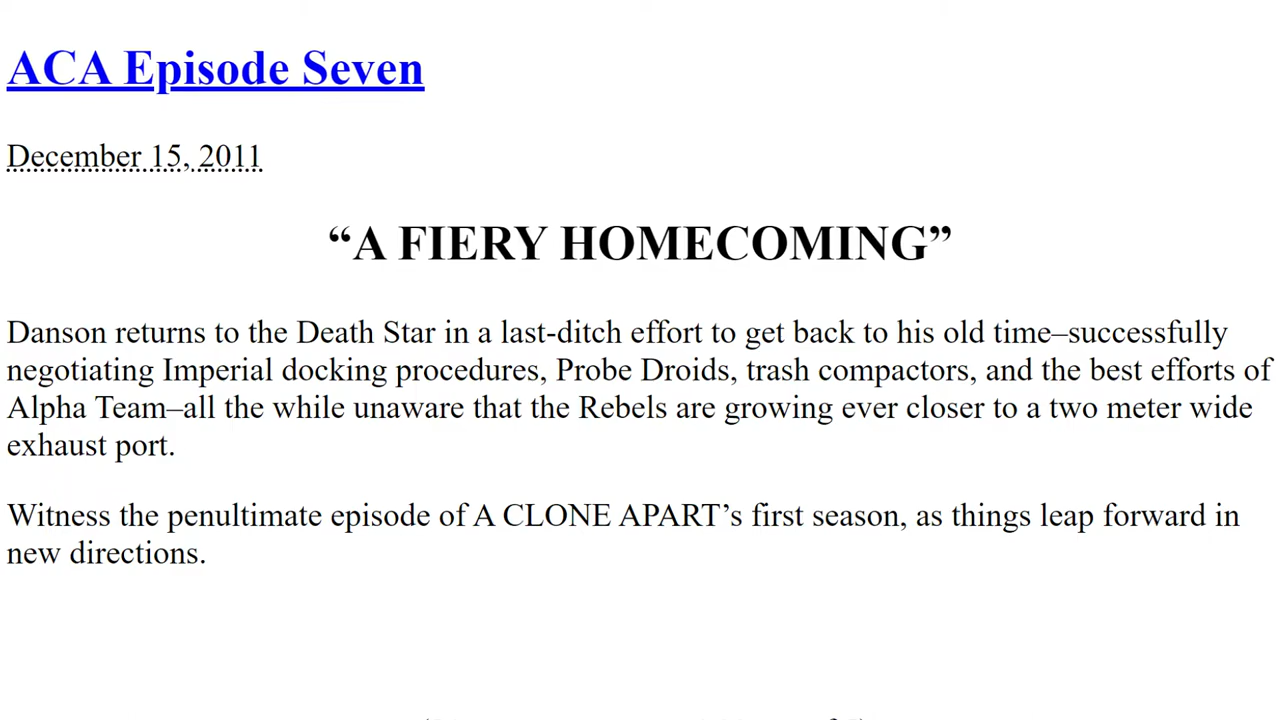 ACA Episode Seven
December 15, 2011
“A FIERY HOMECOMING”
Danson returns to the Death Star in a last-ditch effort to get back to his old time–successfully
negotiating Imperial docking procedures, Probe Droids, trash compactors, and the best efforts of
Alpha Team–all the while unaware that the Rebels are growing ever closer to a two meter wide
exhaust port.
Witness the penultimate episode of A CLONE APART’s first season, as things leap forward in
new directions.